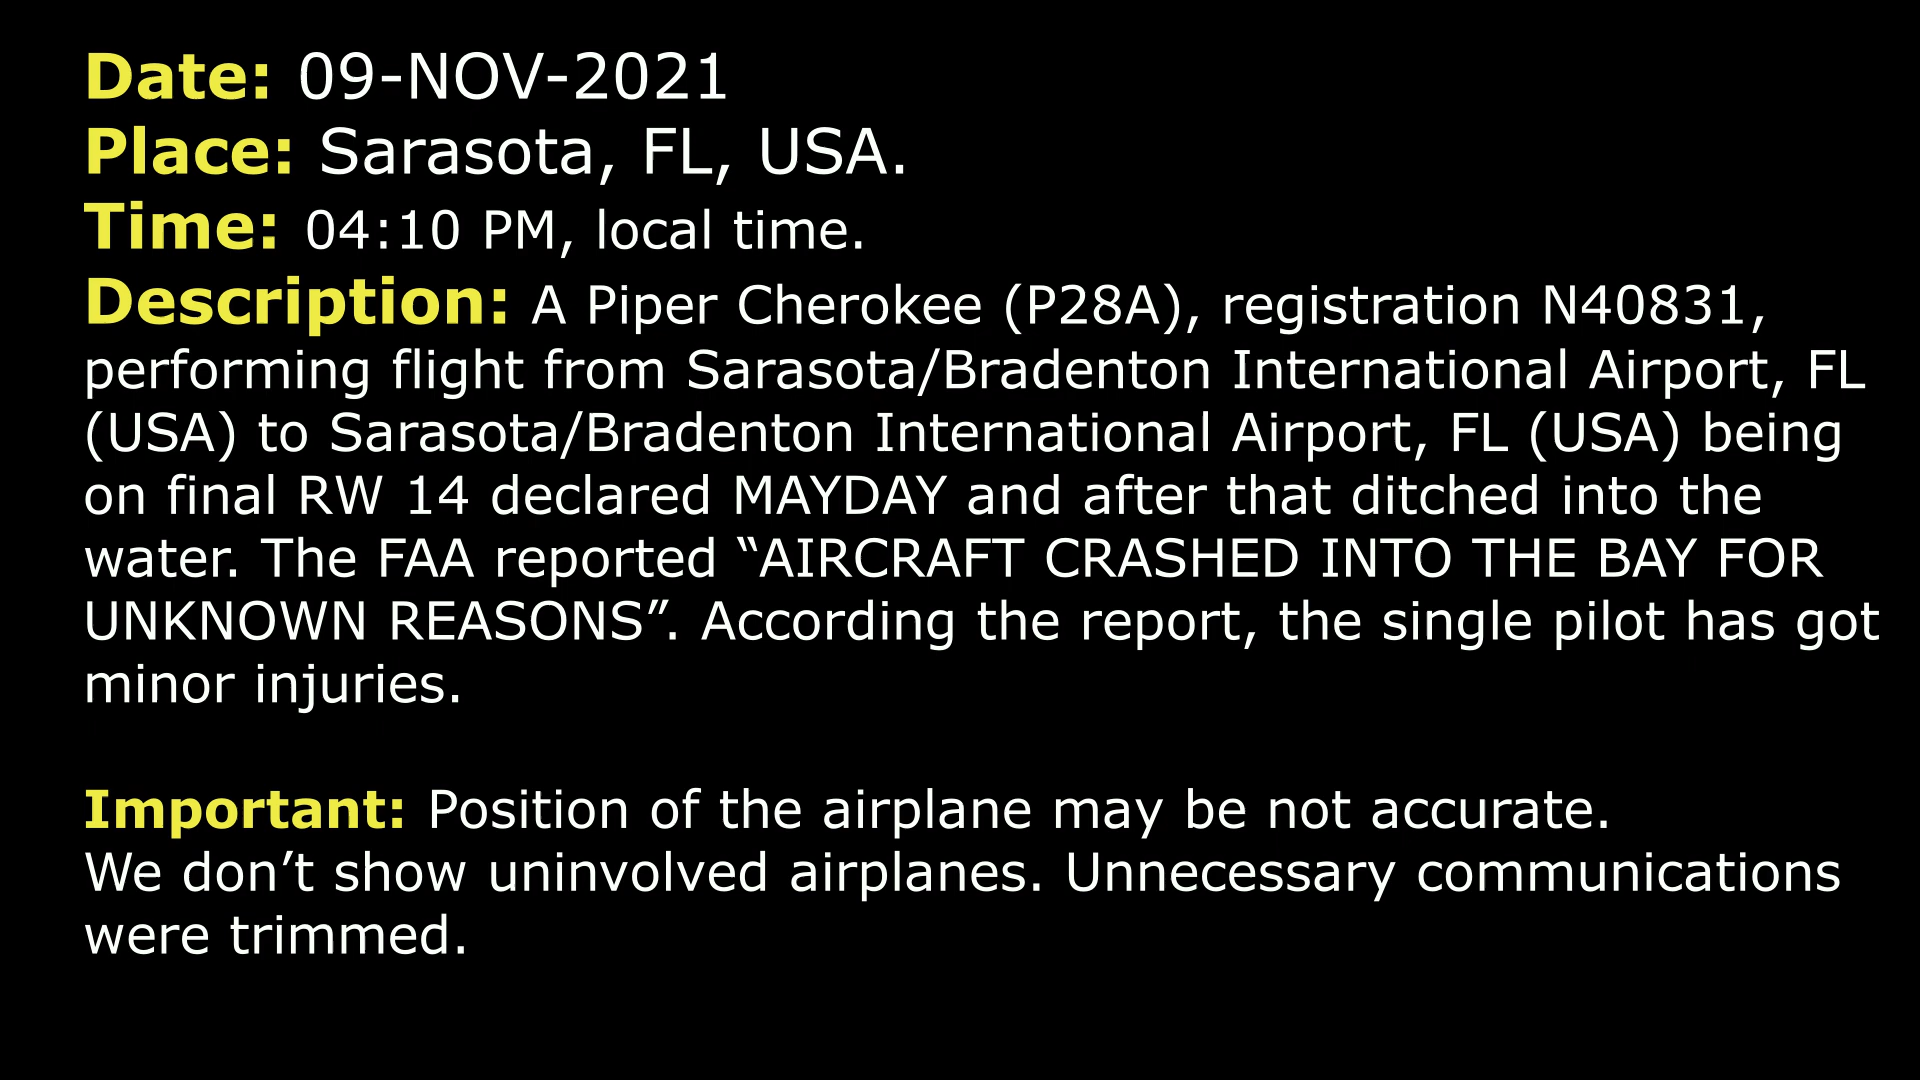 Date: 09-NOV-2021
Place: Sarasota, FL, USA.
Time: 04:10 PM, local time.
Description: A Piper Cherokee (P28A), registration N40831,
performing flight from Sarasota/Bradenton International Airport, FL
(USA) to Sarasota/Bradenton International Airport, FL (USA) being
on final RW 14 declared MAYDAY and after that ditched into the
water. The FAA reported “AIRCRAFT CRASHED INTO THE BAY FOR
UNKNOWN REASONS”. According the report, the single pilot has got
minor injuries.
Important: Position of the airplane may be not accurate.
We don’t show uninvolved airplanes. Unnecessary communications
were trimmed.